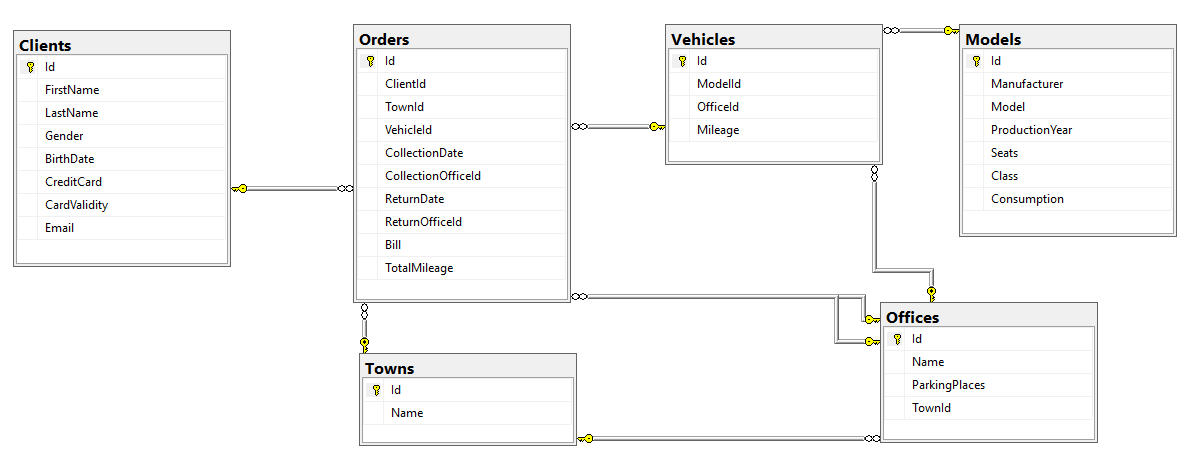 Clients
Id
FirstName
LastName
Gender
BirthDate
CreditCard
CardValidity
Email
Orders
Id
ClientId
TownId
VehicleId
CollectionDate
CollectionOfficeId
ReturnDate
ReturnOfficeId
Bill
TotalMileage
Vehicles
Id
ModelId
OfficeId
Mileage
Models
Id
Manufacturer
Model
ProductionYear
Seats
Class
Consumption
Towns
Id
Name
Offices
Id
Name
ParkingPlaces
TownId